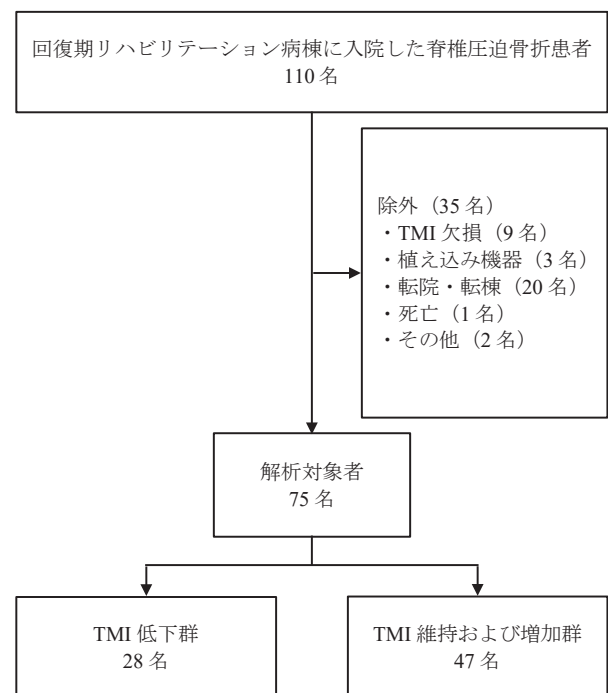 回復期リハビリテーション病棟に入院した脊椎圧迫骨折患者
110 名
除外（35 名）
・TMI 欠損（9 名）
・植え込み機器（3 名）
・転院・転棟（20 名）
・死亡（1 名）
・その他（2 名）
解析対象者
75 名
TMI 低下群
28 名
TMI 維持および増加群
47 名